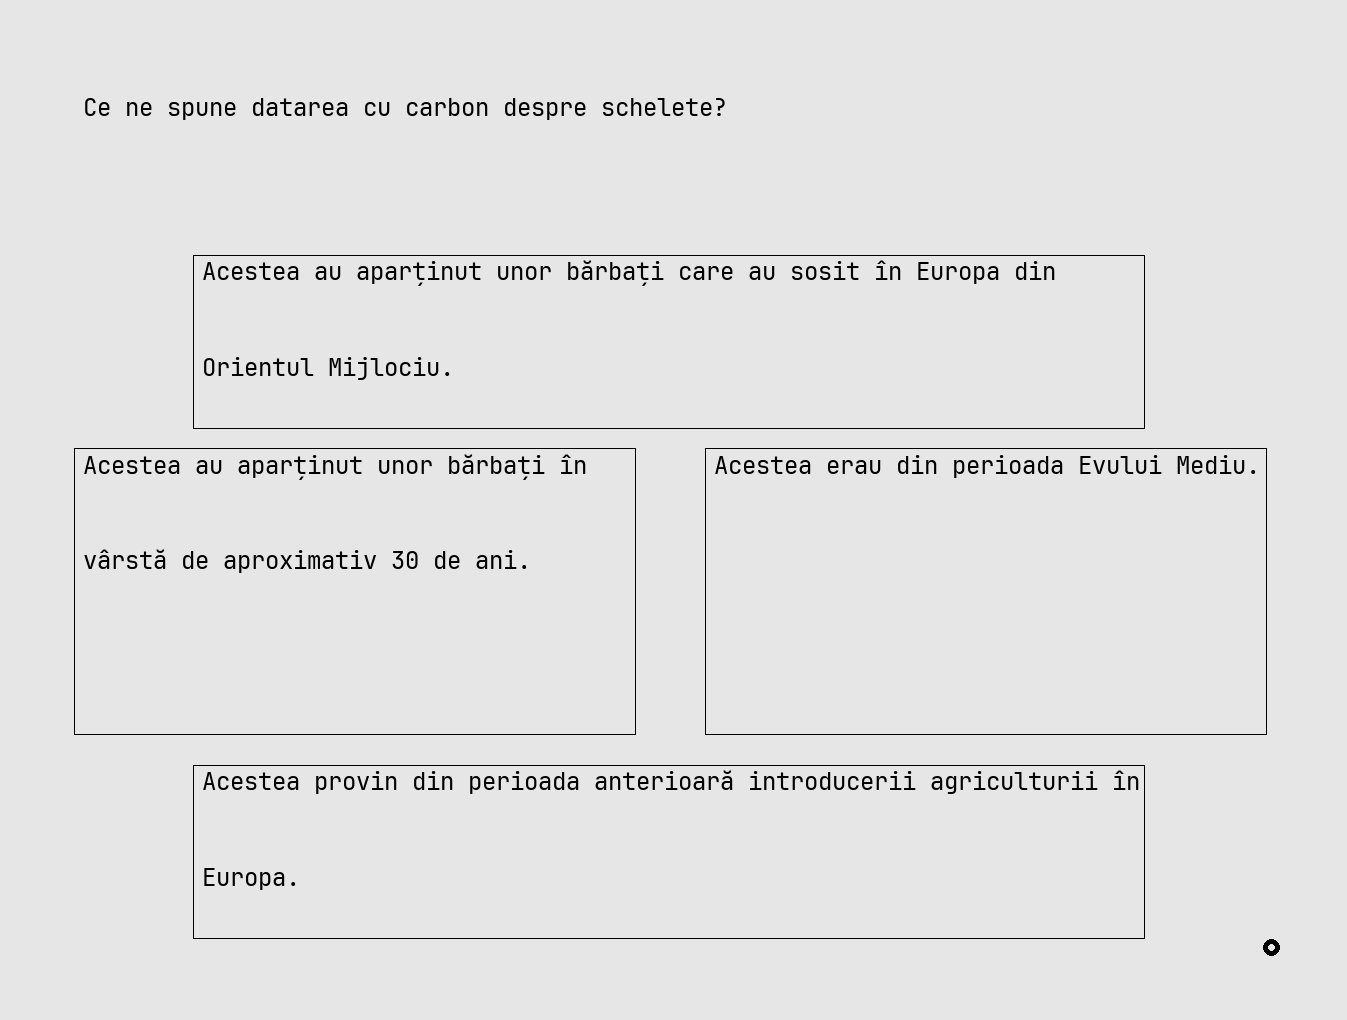 Ce ne spune datarea cu carbon despre schelete?
Acestea au aparținut unor bărbați care au sosit în Europa din
Orientul Mijlociu.
Acestea au aparținut unor bărbați în
vârstă de aproximativ 30 de ani.
Acestea erau din perioada Evului Mediu.
Acestea provin din perioada anterioară introducerii agriculturii în
Europa.